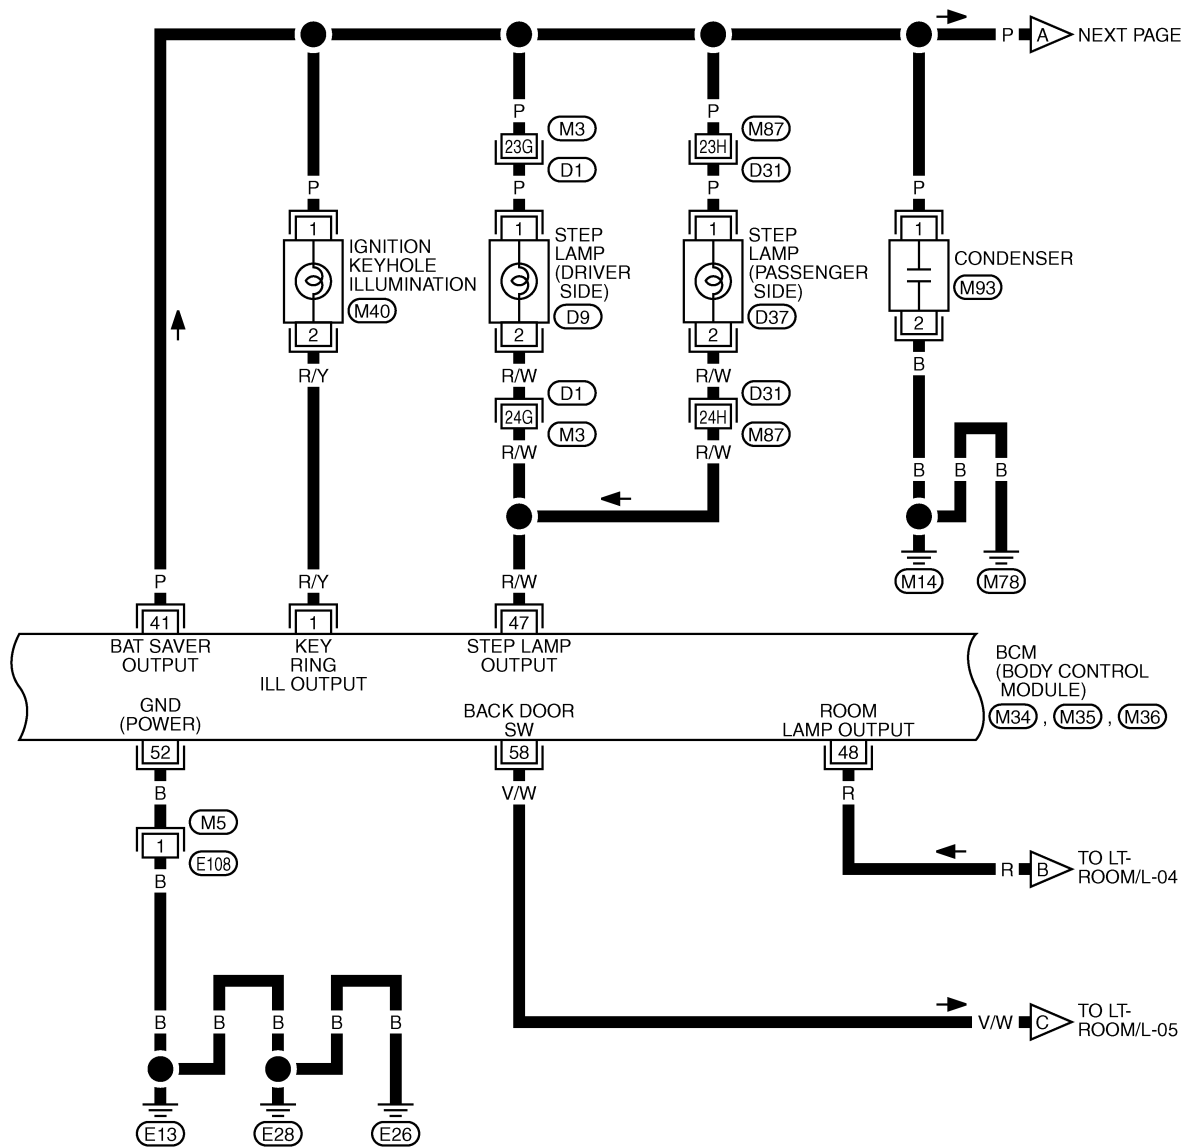 P
A
NEXT PAGE
P
P
23G
M3
D1
23H
M87
D31
P
P
P
P
1
1
1
1
IGNITION
KEYHOLE
ILLUMINATION
M40
STEP
LAMP
(DRIVER
SIDE)
D9
STEP
LAMP
(PASSENGER
SIDE)
D37
CONDENSER
M93
2
2
2
2
R/Y
R/W
R/W
B
24G
D1
M3
24H
D31
M87
R/W
R/W
B
B
B
M14
M78
P
R/Y
R/W
41
1
47
BAT SAVER
OUTPUT
KEY
RING
ILL OUTPUT
STEP LAMP
OUTPUT
BCM
(BODY CONTROL
MODULE)
M34 , M35 , M36
GND
(POWER)
BACK DOOR
SW
ROOM
LAMP OUTPUT
52
58
48
B
V/W
R
1
M5
E108
B
R
B
TO LT-
ROOM/L-04
B
B
B
B
B
V/W
C
TO LT-
ROOM/L-05
E13
E28
E26